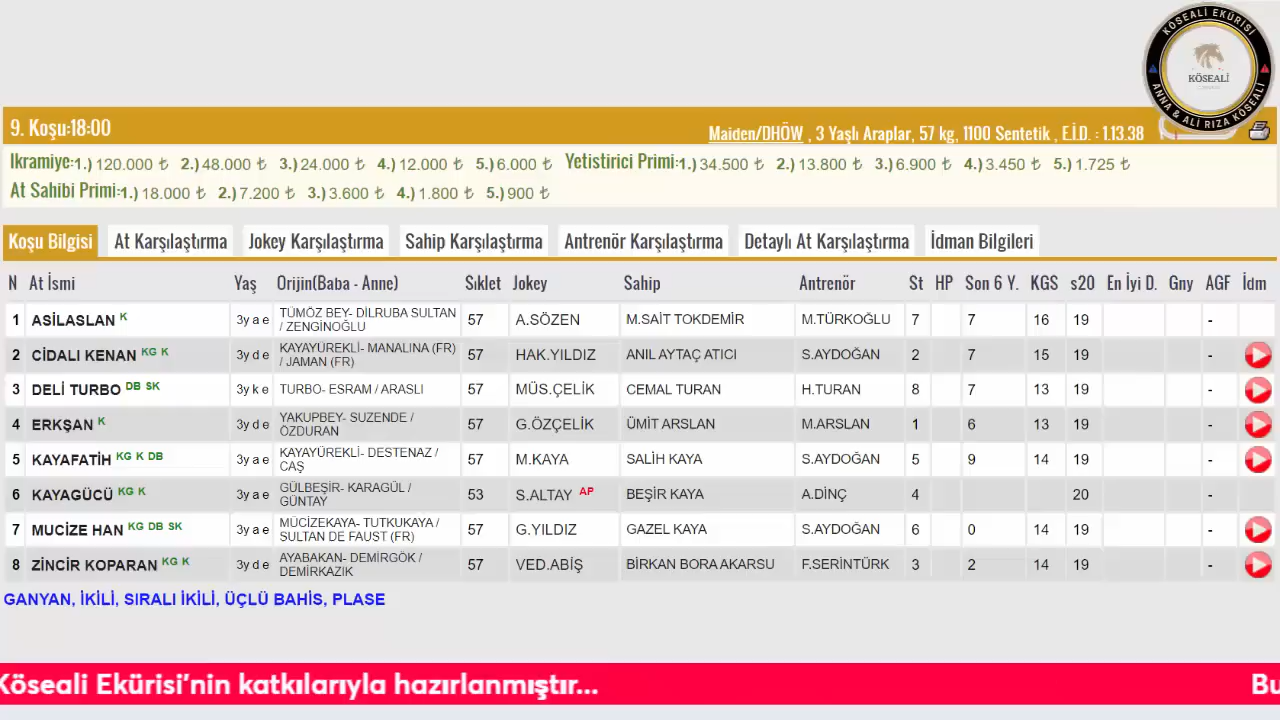 KÖSEALİ EKÜRİSİ
KÖSEALİ
ANNA & ALİ RIZA KÖSEALİ
9. Koşu:18:00
Maiden/DHÖW , 3 Yaşlı Araplar, 57 kg, 1100 Sentetik , E.İ.D. : 1.13.38
Ikramiye:1.) 120.000 ₺ 2.) 48.000 ₺ 3.) 24.000 ₺ 4.) 12.000 ₺ 5.) 6.000 ₺ Yetistirici Primi:1.) 34.500 ₺ 2.) 13.800 ₺ 3.) 6.900 ₺ 4.) 3.450 ₺ 5.) 1.725 ₺
At Sahibi Primi:1.) 18.000 ₺ 2.) 7.200 ₺ 3.) 3.600 ₺ 4.) 1.800 ₺ 5.) 900 ₺
Koşu Bilgisi At Karşılaştırma Jokey Karşılaştırma Sahip Karşılaştırma Antrenör Karşılaştırma Detaylı At Karşılaştırma İdman Bilgileri
N At İsmi Yaş Orijin(Baba - Anne) Sıklet Jokey Sahip Antrenör St HP Son 6 Y. KGS s20 En İyi D. Gny AGF İdm
1 ASİLASLAN K 3y a e TÜMÖZ BEY- DİLRUBA SULTAN / ZENGİNOĞLU 57 A.SÖZEN M.SAİT TOKDEMİR M.TÜRKOĞLU 7 7 16 19 -
2 CİDALI KENAN KG K 3y d e KAYAYÜREKLİ- MANALINA (FR) / JAMAN (FR) 57 HAK.YILDIZ ANIL AYTAÇ ATICI S.AYDOĞAN 2 7 15 19 -
3 DELİ TURBO DB SK 3y k e TURBO- ESRAM / ARASLI 57 MÜS.ÇELİK CEMAL TURAN H.TURAN 8 7 13 19 -
4 ERKŞAN K 3y d e YAKUPBEY- SUZENDE / ÖZDURAN 57 G.ÖZÇELİK ÜMİT ARSLAN M.ARSLAN 1 6 13 19 -
5 KAYAFATİH KG K DB 3y a e KAYAYÜREKLİ- DESTENAZ / CAŞ 57 M.KAYA SALİH KAYA S.AYDOĞAN 5 9 14 19 -
6 KAYAGÜCÜ KG K 3y a e GÜLBEŞİR- KARAGÜL / GÜNTAY 53 S.ALTAY AP BEŞİR KAYA A.DİNÇ 4 20 -
7 MUCİZE HAN KG DB SK 3y a e MÜCİZEKAYA- TUTKUKAYA / SULTAN DE FAUST (FR) 57 G.YILDIZ GAZEL KAYA S.AYDOĞAN 6 0 14 19 -
8 ZİNCİR KOPARAN KG K 3y d e AYABAKAN- DEMİRGÖK / DEMİRKAZIK 57 VED.ABİŞ BİRKAN BORA AKARSU F.SERİNTÜRK 3 2 14 19 -
GANYAN, İKİLİ, SIRALI İKİLİ, ÜÇLÜ BAHİS, PLASE
Köseali Ekürisi'nin katkılarıyla hazırlanmıştır... Bu